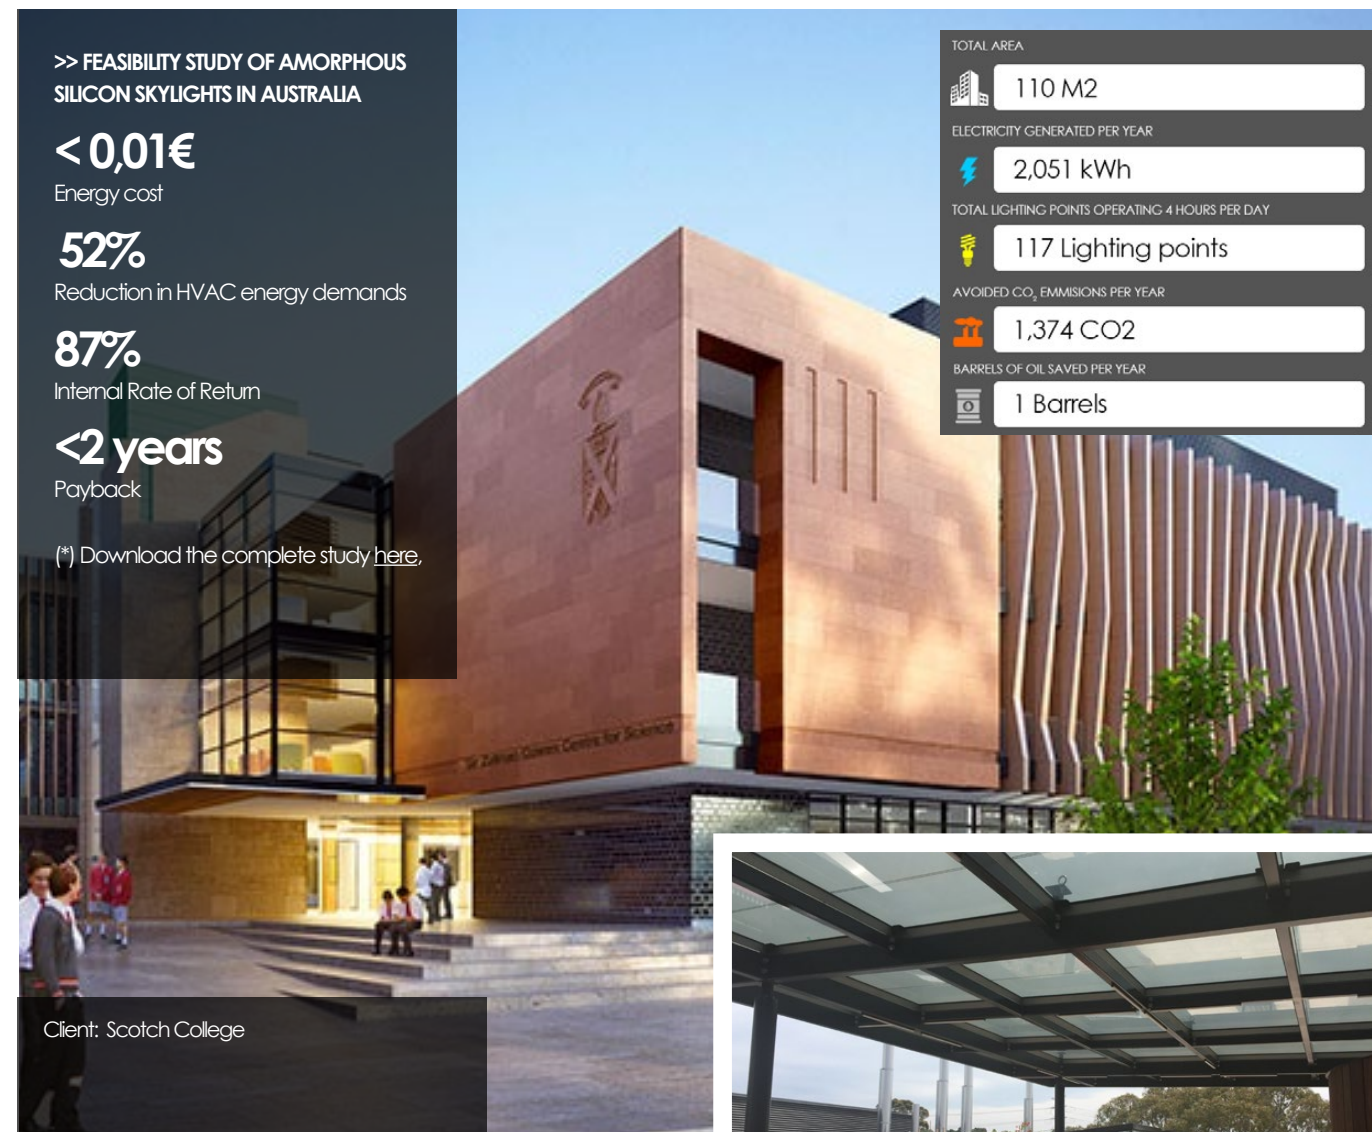 >> FEASIBILITY STUDY OF AMORPHOUS
SILICON SKYLIGHTS IN AUSTRALIA
< 0,01€
Energy cost
52%
Reduction in HVAC energy demands
87%
Internal Rate of Return
<2 years
Payback
(*) Download the complete study here,
TOTAL AREA
110 M2
ELECTRICITY GENERATED PER YEAR
2,051 kWh
TOTAL LIGHTING POINTS OPERATING 4 HOURS PER DAY
117 Lighting points
AVOIDED CO₂ EMMISIONS PER YEAR
1,374 CO2
BARRELS OF OIL SAVED PER YEAR
1 Barrels
Centre for Science
Client: Scotch College